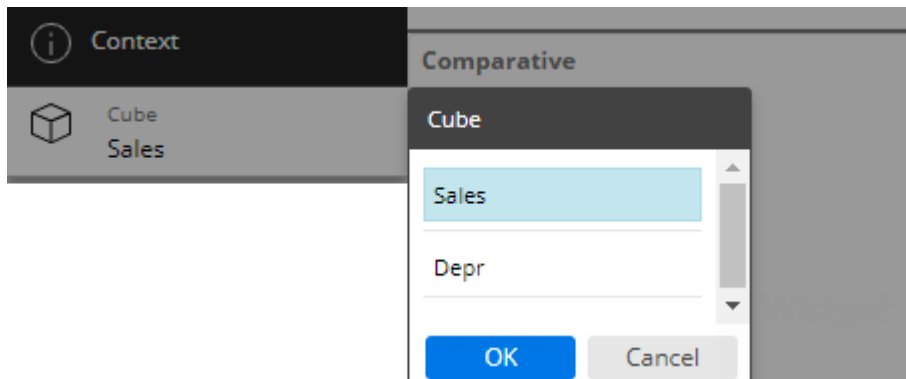 Context
Comparative
Cube
Sales
Cube
Sales
Depr
OK
Cancel